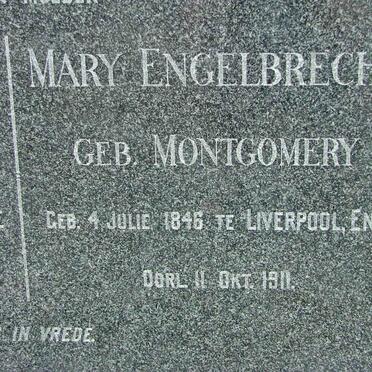 MARY ENGELBRECH
GEB. MONTGOMERY
GEB. 4 JULIE 1846 TE LIVERPOOL, EN
OORL. 11 OKT. 1911.
IN VREDE.